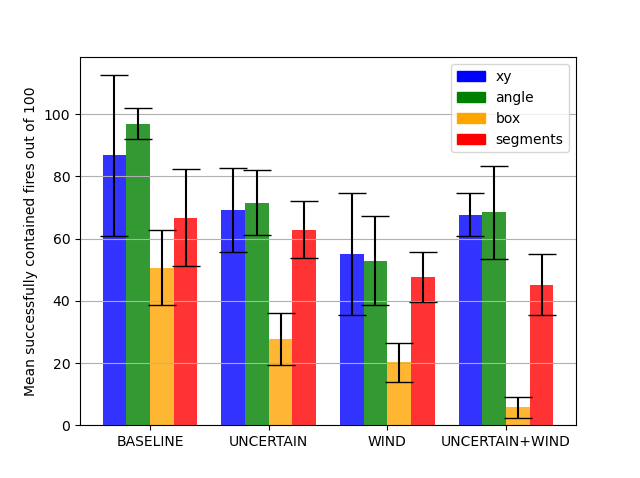 xy
angle
box
segments
Mean successfully contained fires out of 100
100
80
60
40
20
0
BASELINE UNCERTAIN WIND UNCERTAIN+WIND